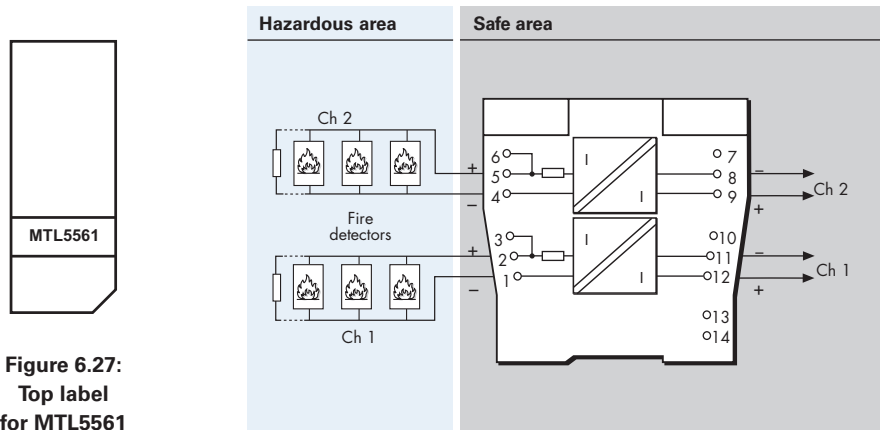 Hazardous area
Safe area
MTL5561
Figure 6.27:
Top label
for MTL5561
Ch 2
Fire
detectors
Ch 1
+
–
+
–
6
5
4
3
2
1
I
I
I
I
7
8
9
10
11
12
13
14
–
Ch 2
+
–
Ch 1
+